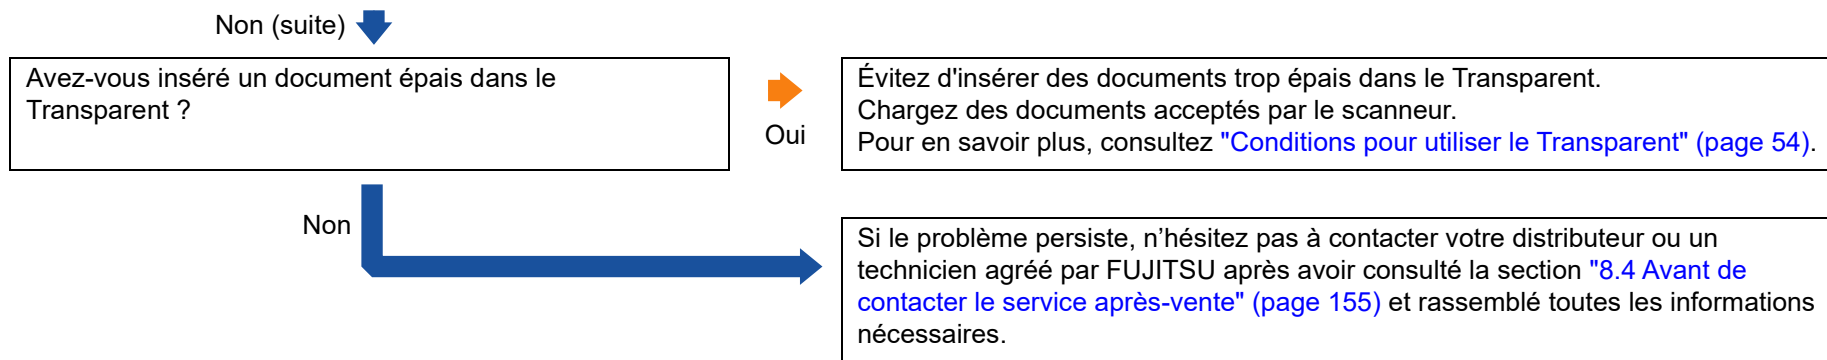 Non (suite)
Avez-vous inséré un document épais dans le
Transparent ?
Oui
Évitez d'insérer des documents trop épais dans le Transparent.
Chargez des documents acceptés par le scanneur.
Pour en savoir plus, consultez "Conditions pour utiliser le Transparent" (page 54).
Non
Si le problème persiste, n’hésitez pas à contacter votre distributeur ou un
technicien agréé par FUJITSU après avoir consulté la section "8.4 Avant de
contacter le service après-vente" (page 155) et rassemblé toutes les informations
nécessaires.